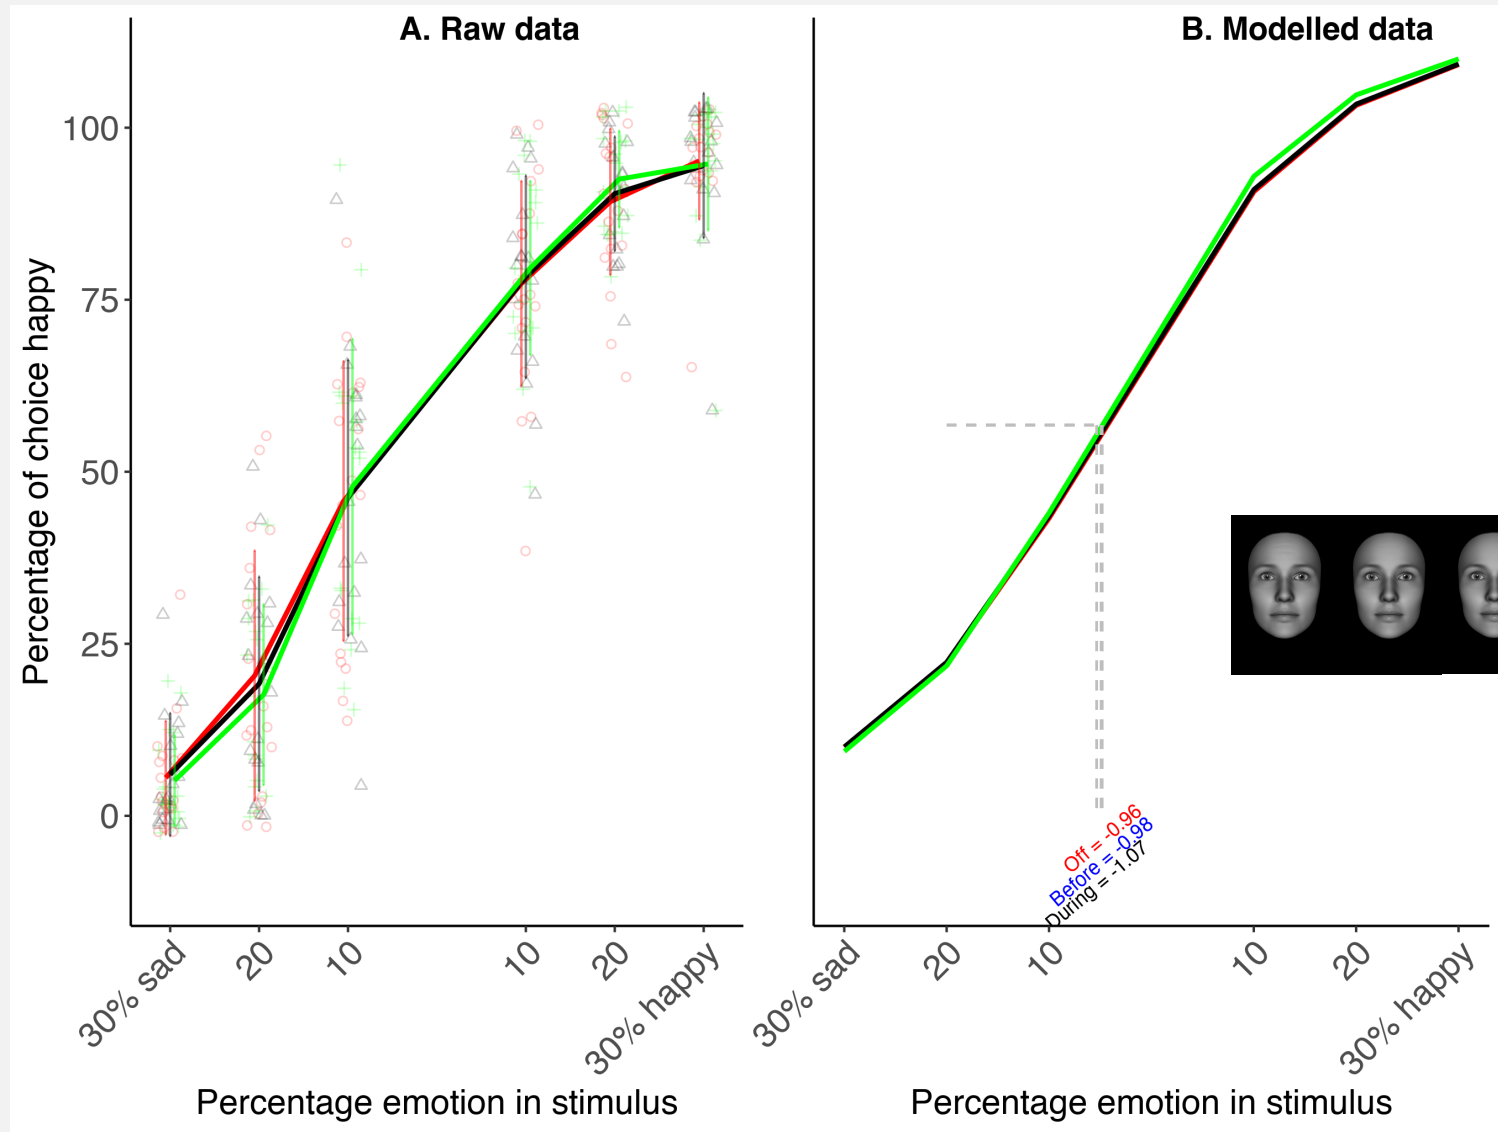 A. Raw data
Percentage of choice happy
100
75
50
25
0
30% sad
20
10
10
20
30% happy
Percentage emotion in stimulus
B. Modelled data
Off = -0.96
Before = -0.98
During = -1.07
30% sad
20
10
10
20
30% happy
Percentage emotion in stimulus